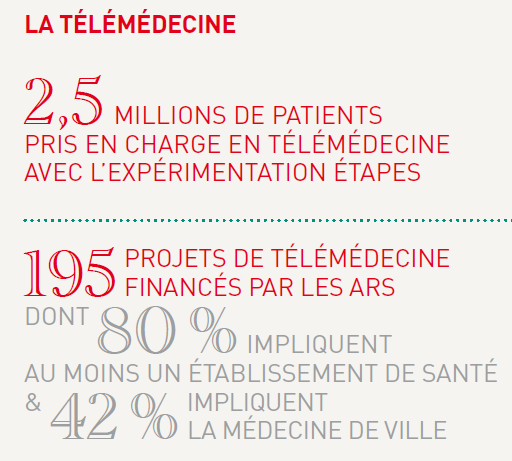 LA TÉLÉMÉDECINE
2,5 MILLIONS DE PATIENTS
PRIS EN CHARGE EN TÉLÉMÉDECINE
AVEC L'EXPÉRIMENTATION ÉTAPES
195 PROJETS DE TÉLÉMÉDECINE
FINANCÉS PAR LES ARS
DONT 80 % IMPLIQUENT
AU MOINS UN ÉTABLISSEMENT DE SANTÉ
& 42 % IMPLIQUENT
LA MÉDECINE DE VILLE